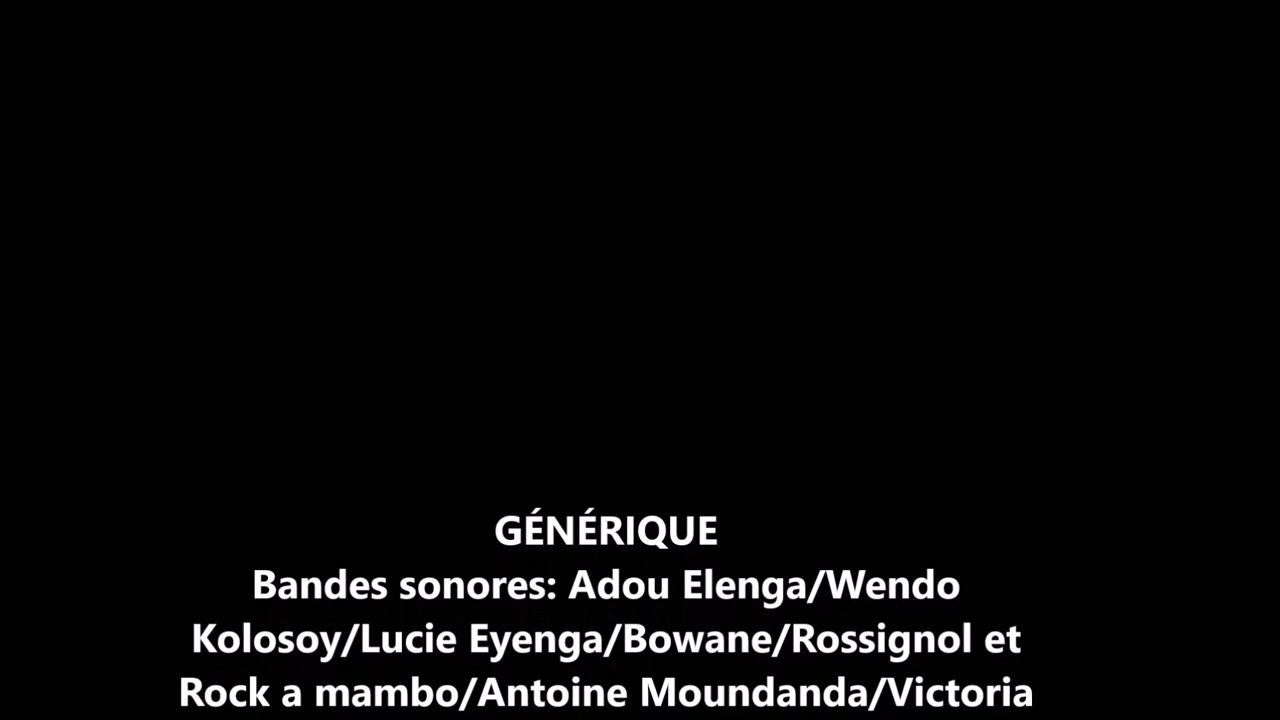 GÉNÉRIQUE
Bandes sonores: Adou Elenga/Wendo
Kolosoy/Lucie Eyenga/Bowane/Rossignol et
Rock a mambo/Antoine Moundanda/Victoria